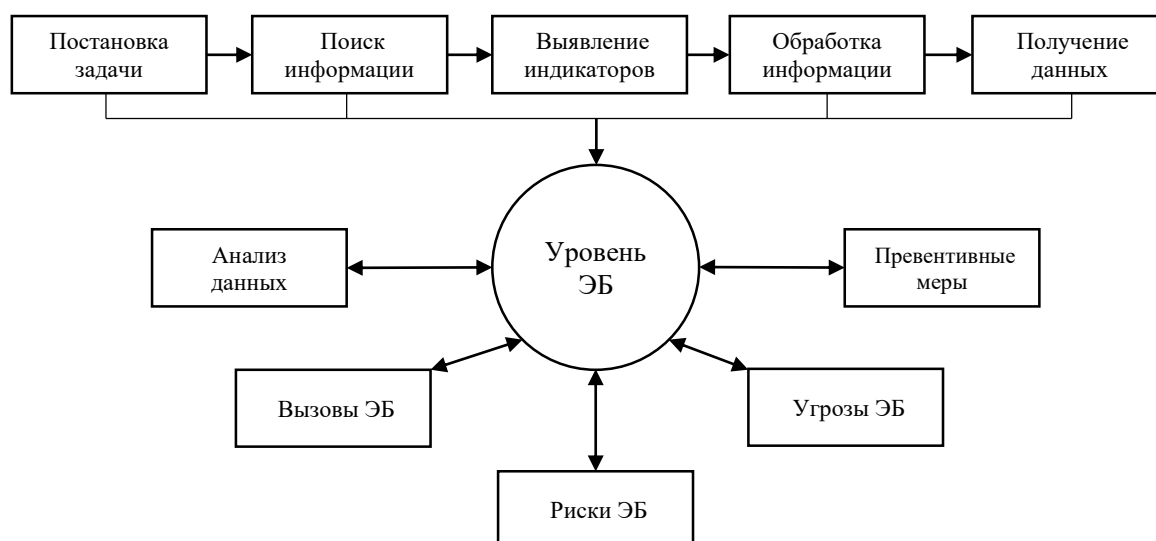 Постановка
задачи
Поиск
информации
Выявление
индикаторов
Обработка
информации
Получение
данных
Уровень
ЭБ
Анализ
данных
Превентивные
меры
Вызовы ЭБ
Угрозы ЭБ
Риски ЭБ